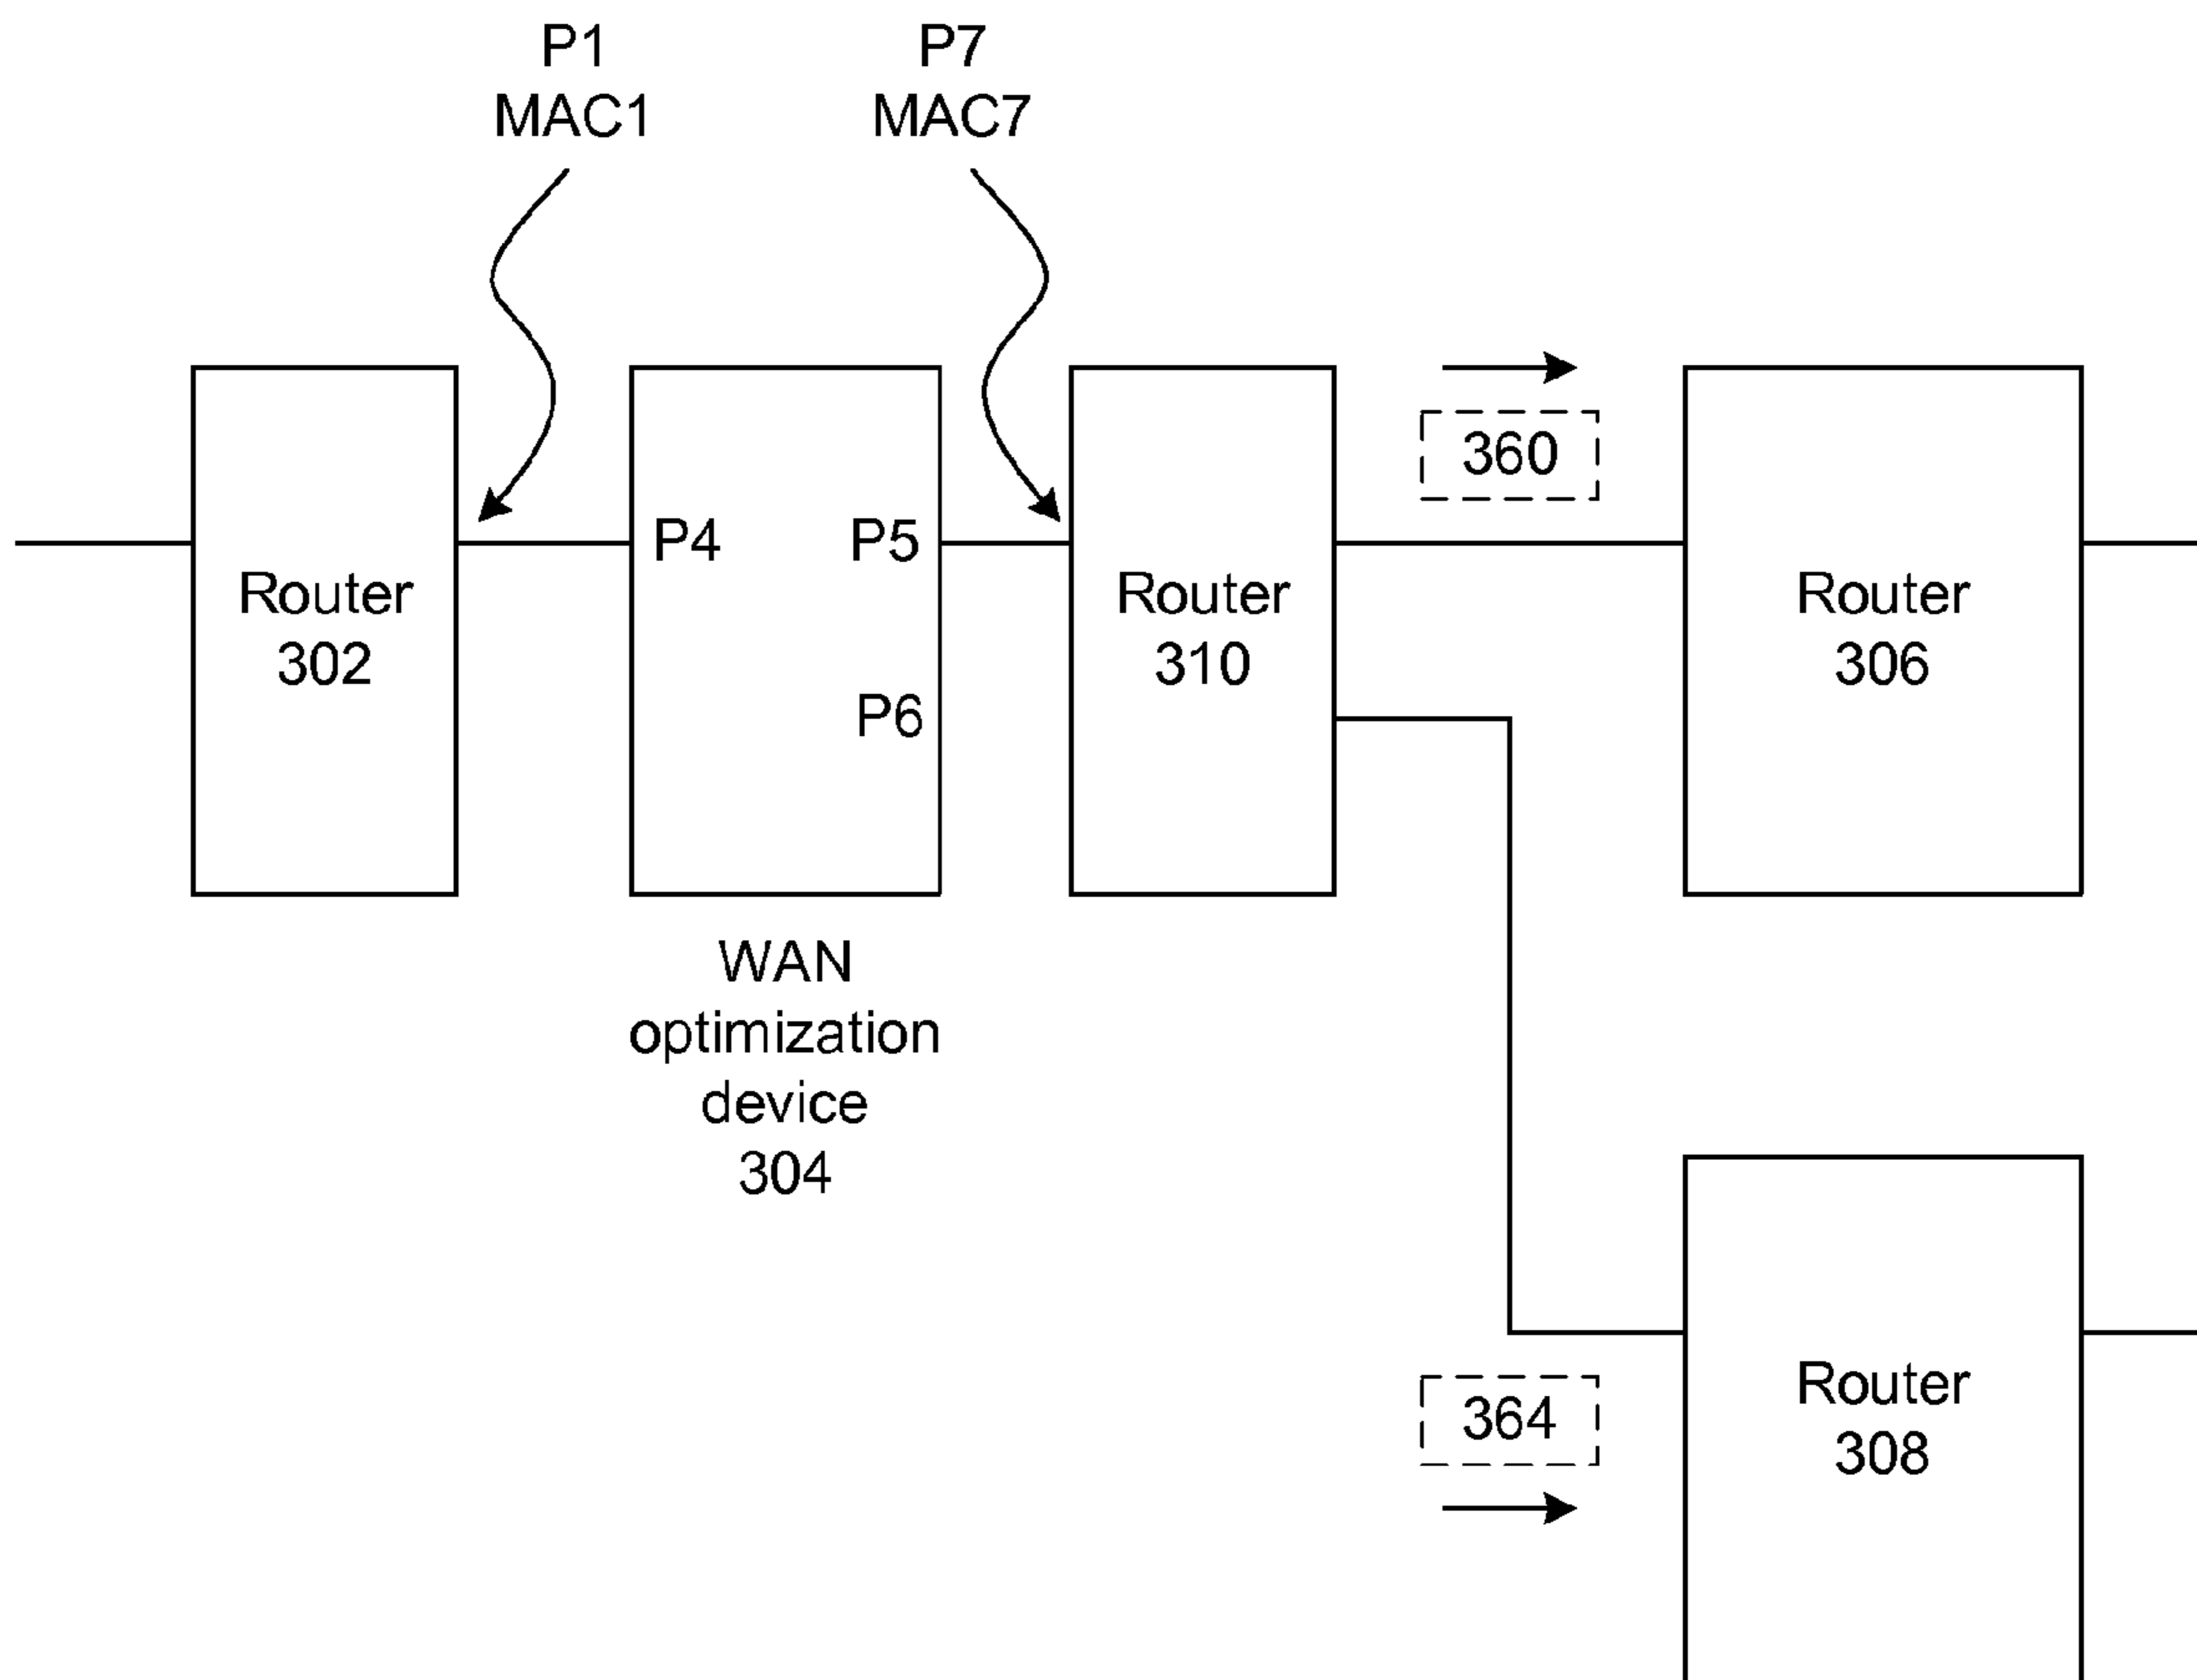 P1
MAC1
P7
MAC7
360
P4
P5
Router
302
Router
310
Router
306
P6
WAN
optimization
device
304
364
Router
308